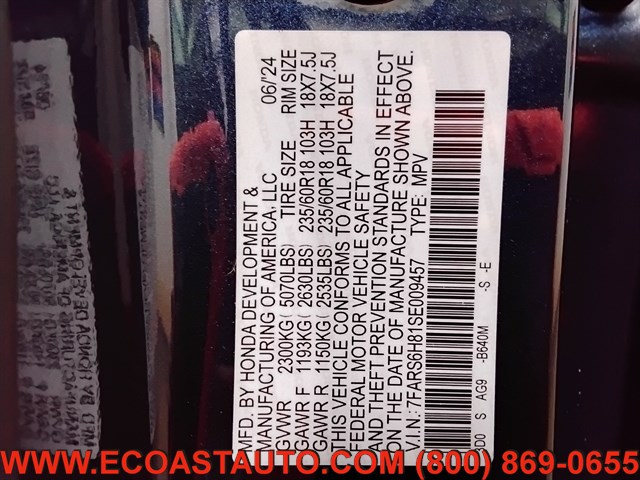 MFD. BY HONDA DEVELOPMENT &
MANUFACTURING OF AMERICA, LLC 06/'24
GVWR 2300KG ( 5070LBS) TIRE SIZE RIM SIZE
GAWR F 1193KG ( 2630LBS) 235/60R18 103H 18X7.5J
GAWR R 1150KG ( 2535LBS) 235/60R18 103H 18X7.5J
THIS VEHICLE CONFORMS TO ALL APPLICABLE
FEDERAL MOTOR VEHICLE SAFETY
AND THEFT PREVENTION STANDARDS IN EFFECT
ON THE DATE OF MANUFACTURE SHOWN ABOVE.
V.I.N.: 7FARS6H81SE009457 TYPE: MPV
S AG9 -B640M -S -E
WWW.ECOASTAUTO.COM (800) 869-0655